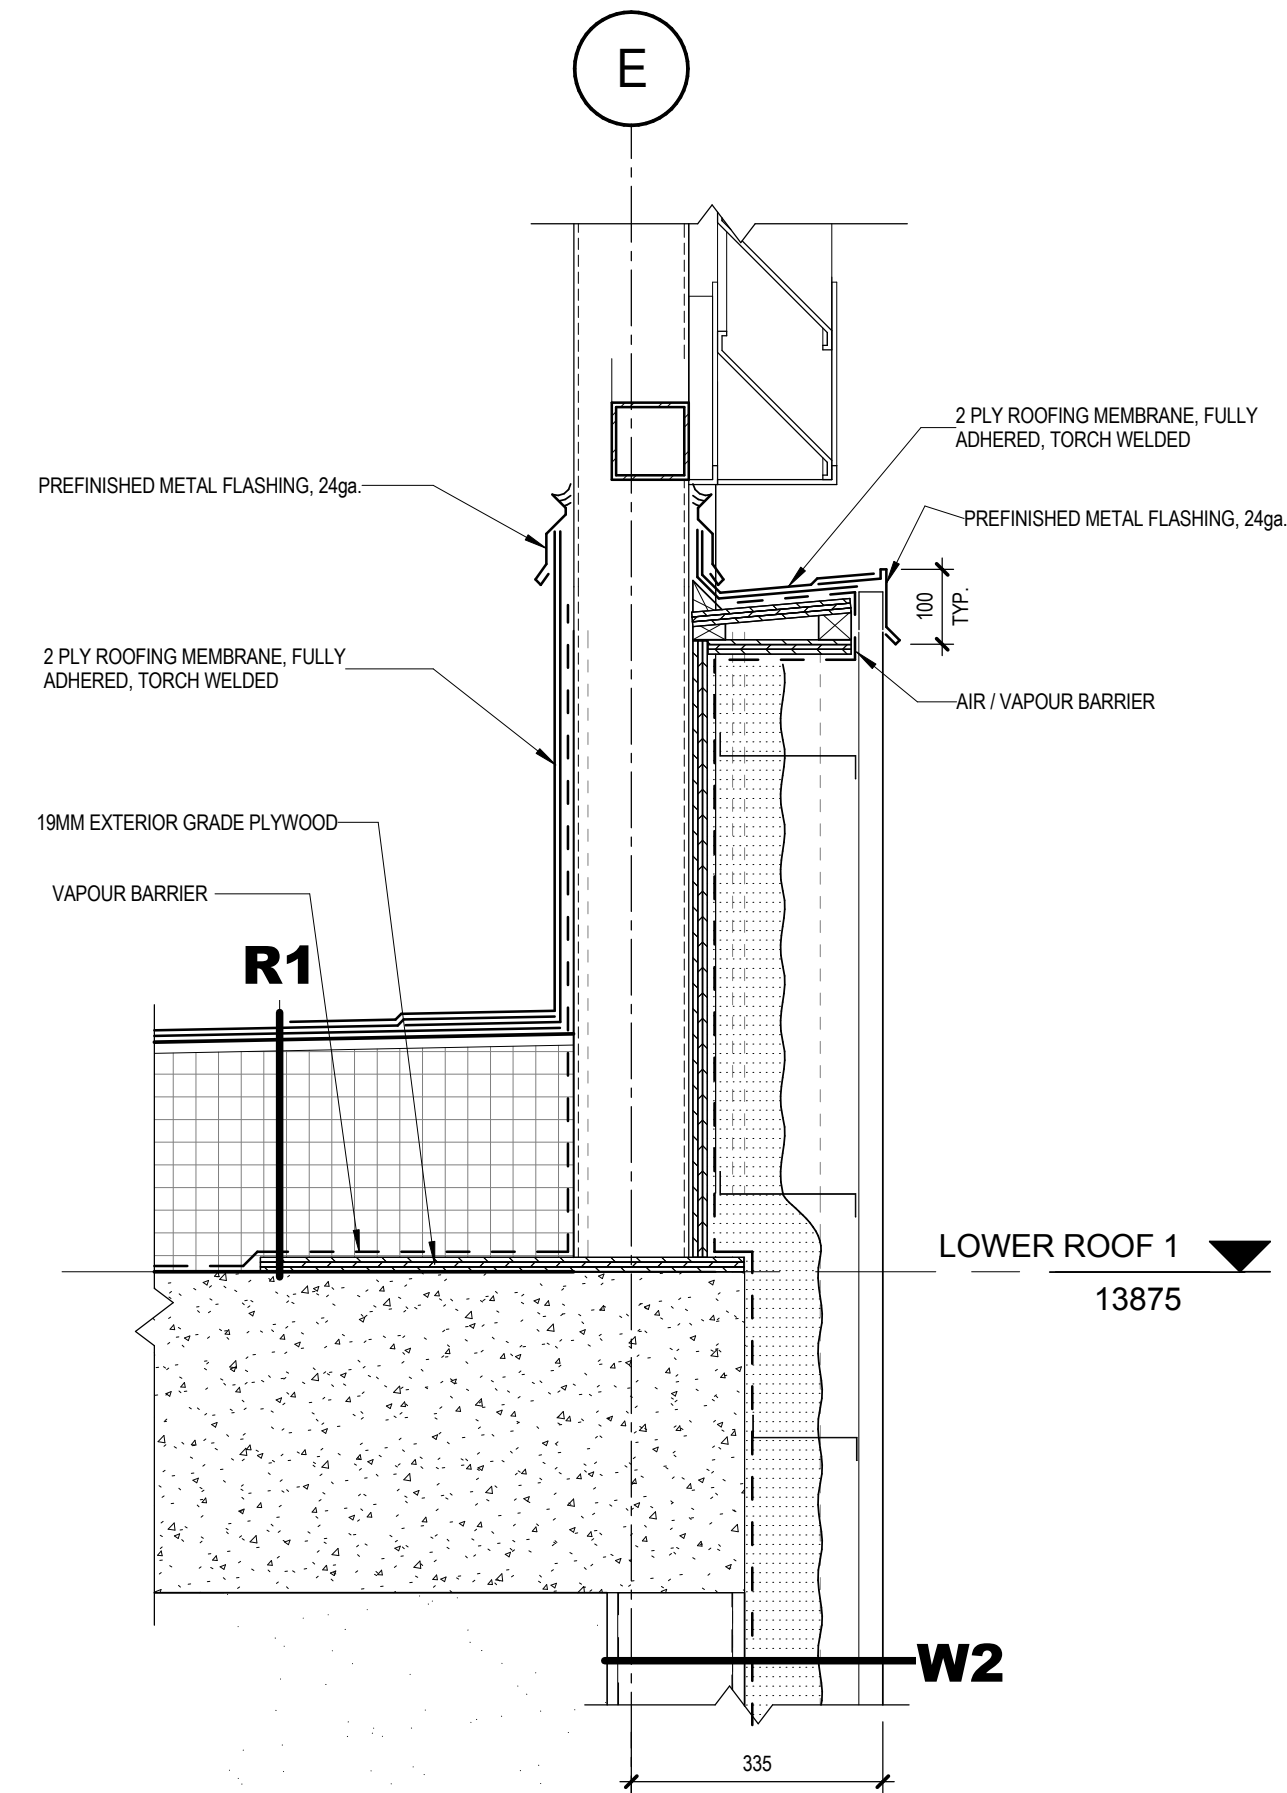 E
2 PLY ROOFING MEMBRANE, FULLY
ADHERED, TORCH WELDED
PREFINISHED METAL FLASHING, 24ga.
PREFINISHED METAL FLASHING, 24ga.
100
TYP.
2 PLY ROOFING MEMBRANE, FULLY
ADHERED, TORCH WELDED
AIR / VAPOUR BARRIER
19MM EXTERIOR GRADE PLYWOOD
VAPOUR BARRIER
R1
LOWER ROOF 1
13875
W2
335